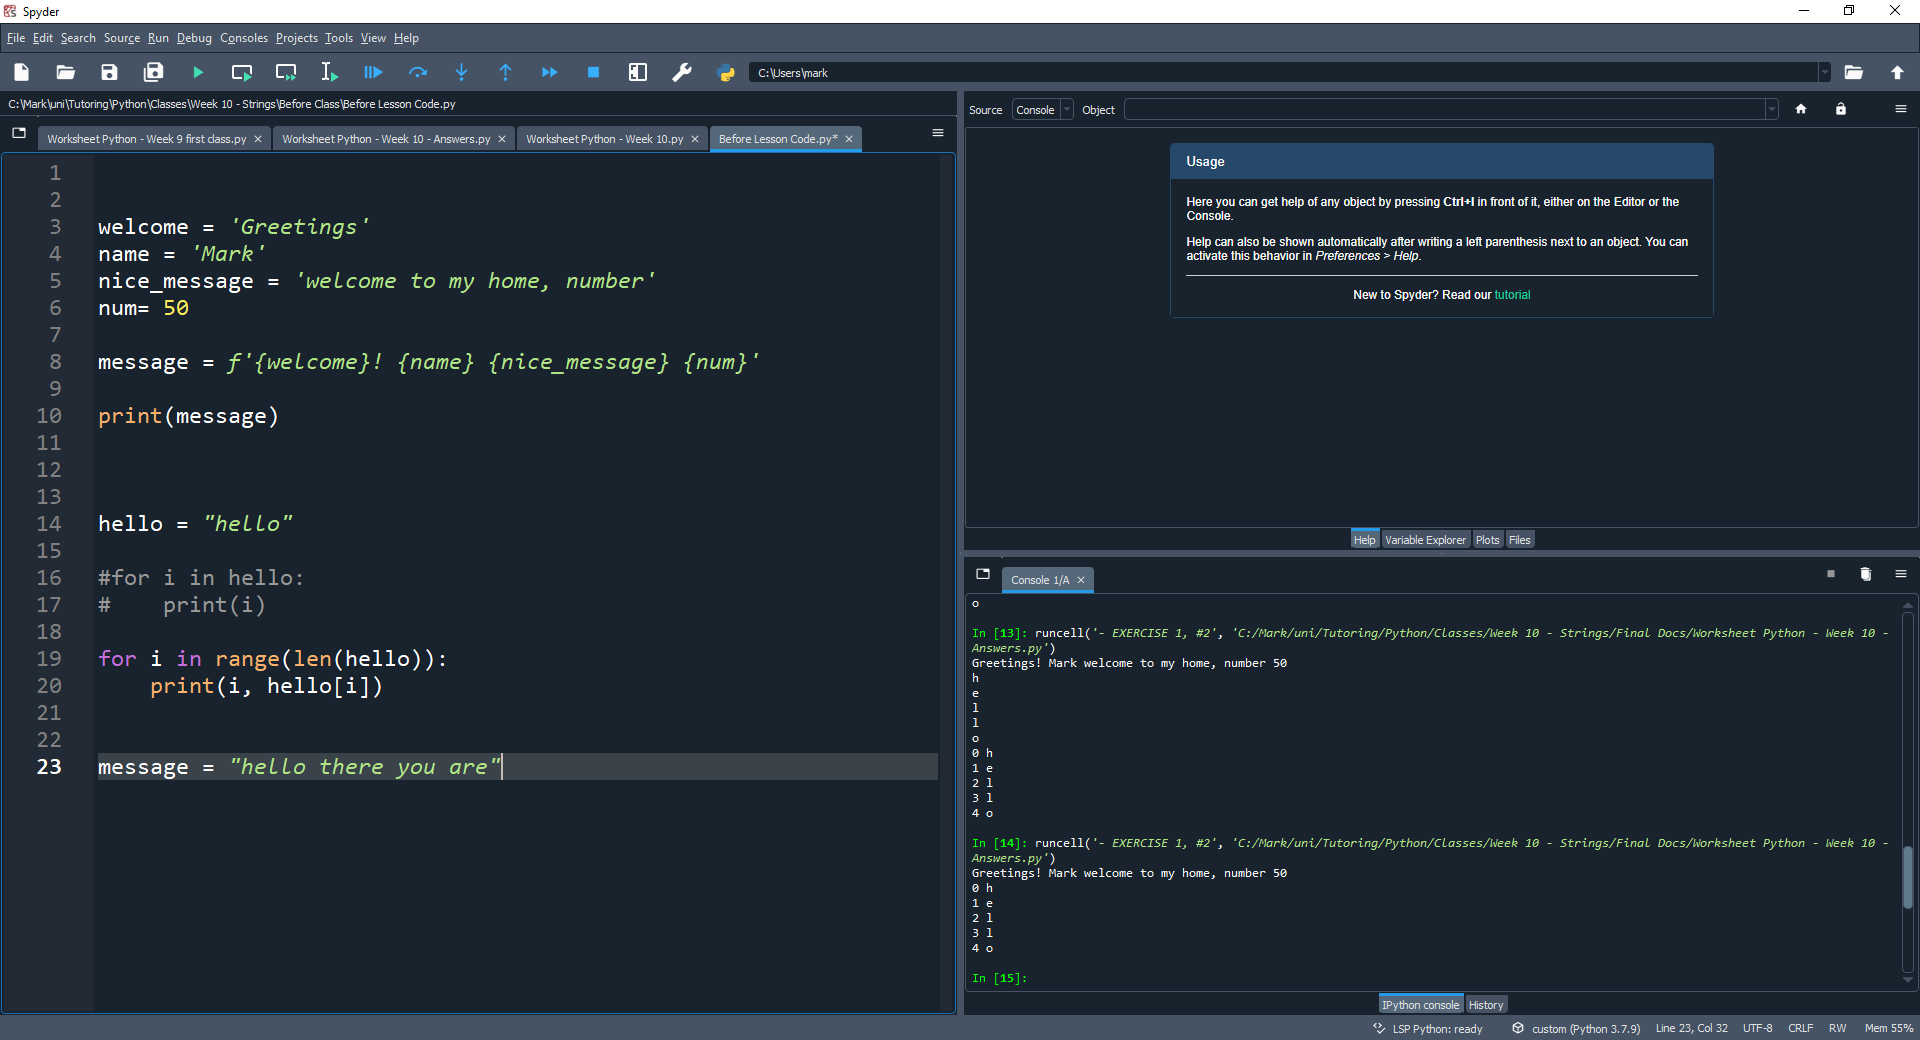 Spyder
File Edit Search Source Run Debug Consoles Projects Tools View Help
C:\Users\mark
C:\Mark\uni\Tutoring\Python\Classes\Week 10 - Strings\Before Class\Before Lesson Code.py
Worksheet Python - Week 9 first class.py Worksheet Python - Week 10 - Answers.py Worksheet Python - Week 10.py Before Lesson Code.py*
1
2
3 welcome = 'Greetings'
4 name = 'Mark'
5 nice_message = 'welcome to my home, number'
6 num= 50
7
8 message = f'{welcome}! {name} {nice_message} {num}'
9
10 print(message)
11
12
13
14 hello = "hello"
15
16 #for i in hello:
17 #    print(i)
18
19 for i in range(len(hello)):
20     print(i, hello[i])
21
22
23 message = "hello there you are"
Source Console Object
Usage
Here you can get help of any object by pressing Ctrl+I in front of it, either on the Editor or the
Console.
Help can also be shown automatically after writing a left parenthesis next to an object. You can
activate this behavior in Preferences > Help.
New to Spyder? Read our tutorial
Help Variable Explorer Plots Files
Console 1/A
o
In [13]: runcell('- EXERCISE 1, #2', 'C:/Mark/uni/Tutoring/Python/Classes/Week 10 - Strings/Final Docs/Worksheet Python - Week 10 -
Answers.py')
Greetings! Mark welcome to my home, number 50
h
e
l
l
o
0 h
1 e
2 l
3 l
4 o
In [14]: runcell('- EXERCISE 1, #2', 'C:/Mark/uni/Tutoring/Python/Classes/Week 10 - Strings/Final Docs/Worksheet Python - Week 10 -
Answers.py')
Greetings! Mark welcome to my home, number 50
0 h
1 e
2 l
3 l
4 o
In [15]:
IPython console History
LSP Python: ready custom (Python 3.7.9) Line 23, Col 32 UTF-8 CRLF RW Mem 55%